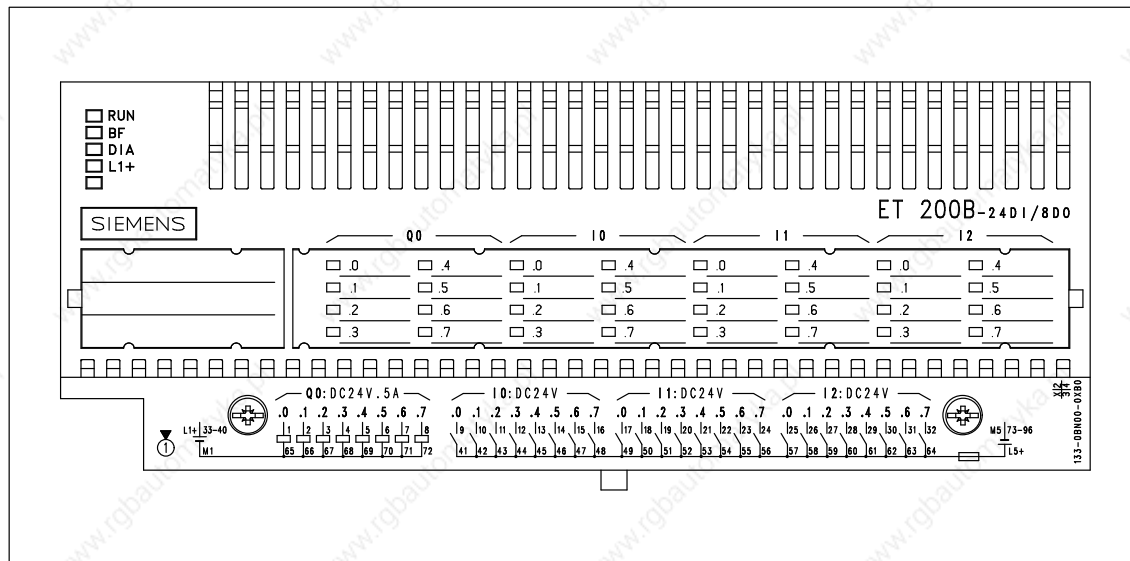 RUN
BF
DIA
L1+
SIEMENS
ET 200B-24DI/8DO
Q0 I0 I1 I2
.0 .4 .0 .4 .0 .4 .0 .4
.1 .5 .1 .5 .1 .5 .1 .5
.2 .6 .2 .6 .2 .6 .2 .6
.3 .7 .3 .7 .3 .7 .3 .7
Q0:DC24V.5A I0:DC24V I1:DC24V I2:DC24V
.0 .1 .2 .3 .4 .5 .6 .7 .0 .1 .2 .3 .4 .5 .6 .7 .0 .1 .2 .3 .4 .5 .6 .7 .0 .1 .2 .3 .4 .5 .6 .7
L1+ 33-40 1 2 3 4 5 6 7 8 9 10 11 12 13 14 15 16 17 18 19 20 21 22 23 24 25 26 27 28 29 30 31 32 M5 73-96
1 M1 65 66 67 68 69 70 71 72 41 42 43 44 45 46 47 48 49 50 51 52 53 54 55 56 57 58 59 60 61 62 63 64 L5+
X 2
3 4
133-0BN0-0XB0
www.rgbautomatyka.pl